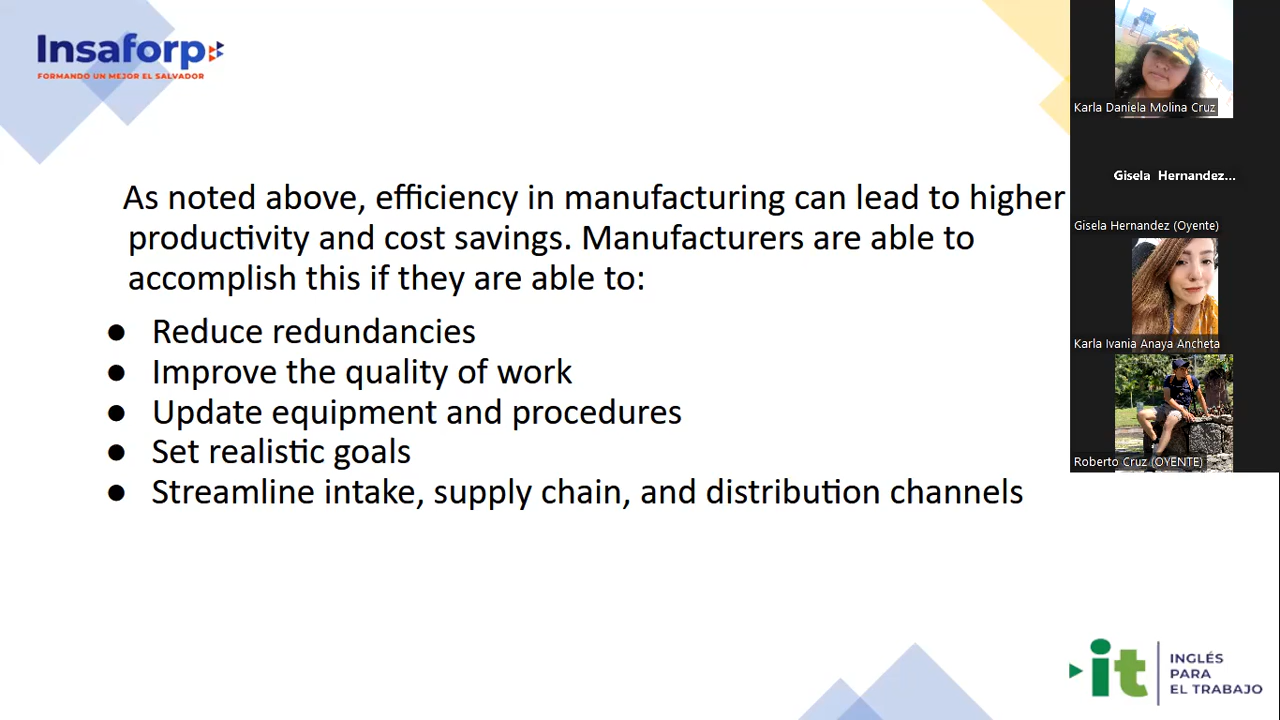 Insaforp
FORMANDO UN MEJOR EL SALVADOR
As noted above, efficiency in manufacturing can lead to higher
productivity and cost savings. Manufacturers are able to
accomplish this if they are able to:
● Reduce redundancies
● Improve the quality of work
● Update equipment and procedures
● Set realistic goals
● Streamline intake, supply chain, and distribution channels
Karla Daniela Molina Cruz
Gisela Hernandez...
Gisela Hernandez (Oyente)
Karla Ivania Anaya Ancheta
Roberto Cruz (OYENTE)
it
INGLÉS
PARA
EL TRABAJO